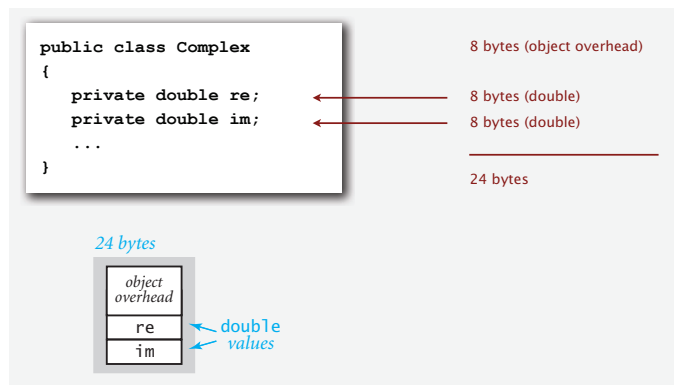 public class Complex
8 bytes (object overhead)
{
private double re;
8 bytes (double)
private double im;
8 bytes (double)
...
}
24 bytes
24 bytes
object
overhead
re
double
values
im